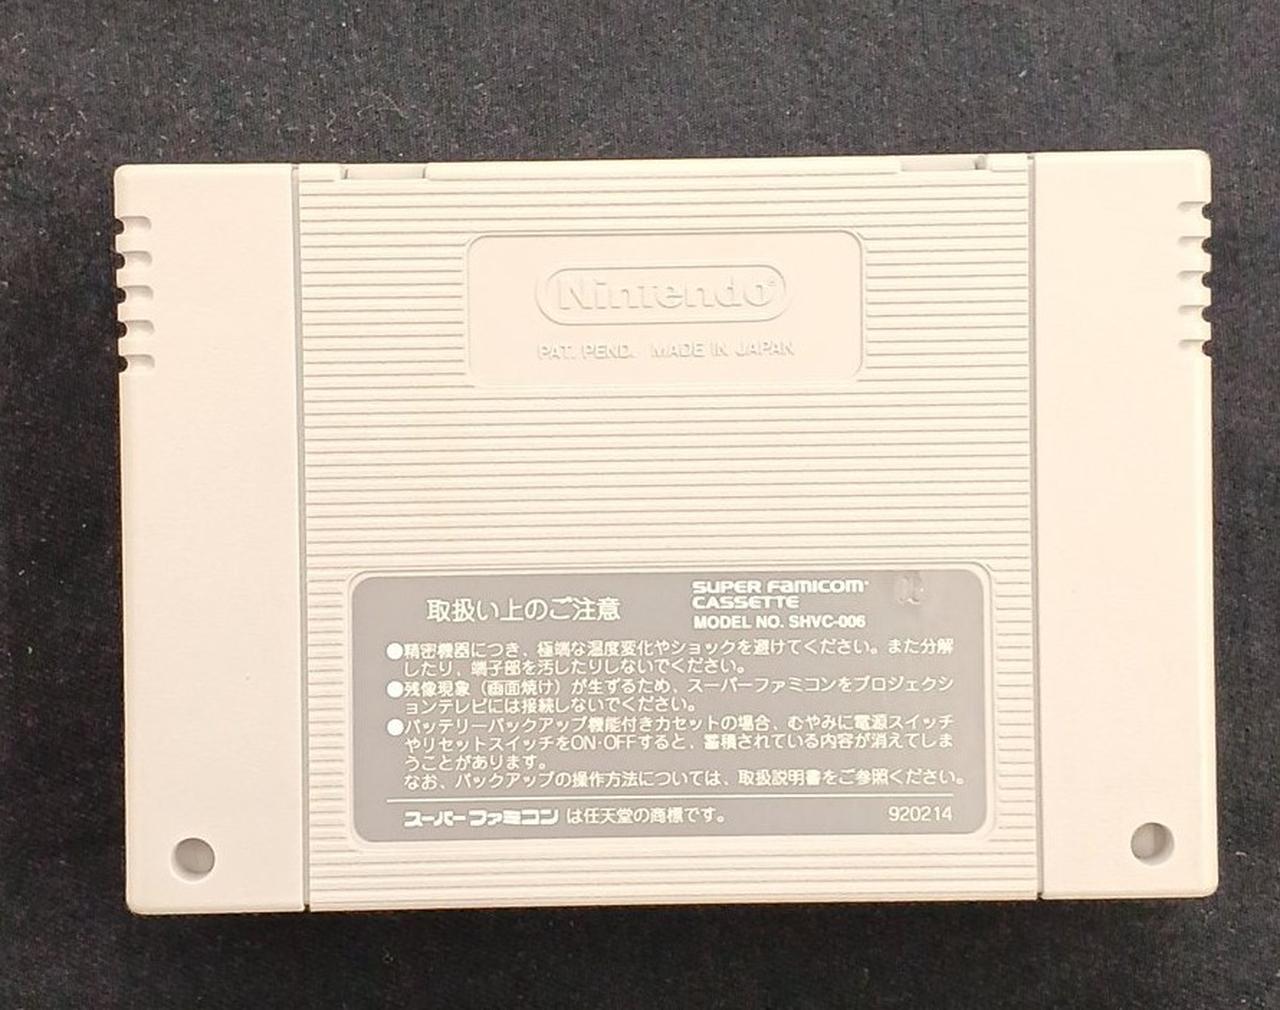 Nintendo®
PAT. PEND. MADE IN JAPAN
取扱い上のご注意
SUPER FAMICOM
CASSETTE
MODEL NO. SHVC-006
●精密機器につき、極端な温度変化やショックを避けてください。また分解
したり、端子部を汚したりしないでください。
●残像現象（画面焼け）が生ずるため、スーパーファミコンをプロジェクシ
ョンテレビには接続しないでください。
●バッテリーバックアップ機能付きカセットの場合、むやみに電源スイッチ
やリセットスイッチをON·OFFすると、蓄積されている内容が消えてしま
うことがあります。
なお、バックアップの操作方法については、取扱説明書をご参照ください。
スーパーファミコン は任天堂の商標です。
920214